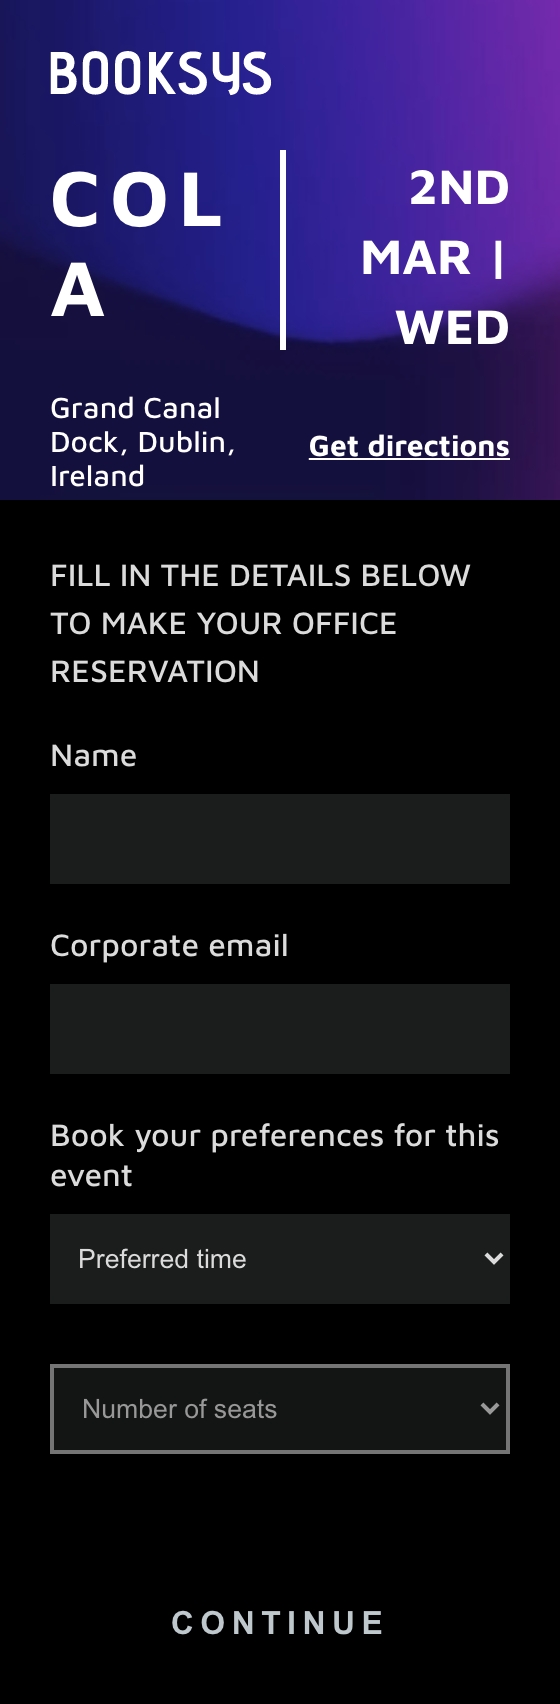 BOOKSYS
COL
A
2ND
MAR |
WED
Grand Canal
Dock, Dublin,
Ireland
Get directions
FILL IN THE DETAILS BELOW
TO MAKE YOUR OFFICE
RESERVATION
Name
Corporate email
Book your preferences for this
event
Preferred time
Number of seats
CONTINUE